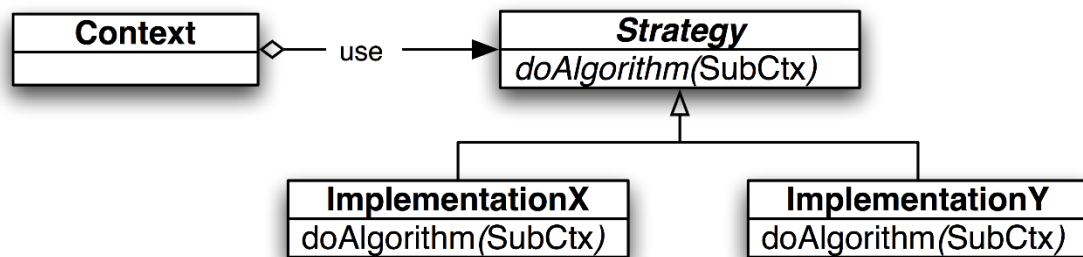 Context
use
Strategy
doAlgorithm(SubCtx)
ImplementationX
doAlgorithm(SubCtx)
ImplementationY
doAlgorithm(SubCtx)